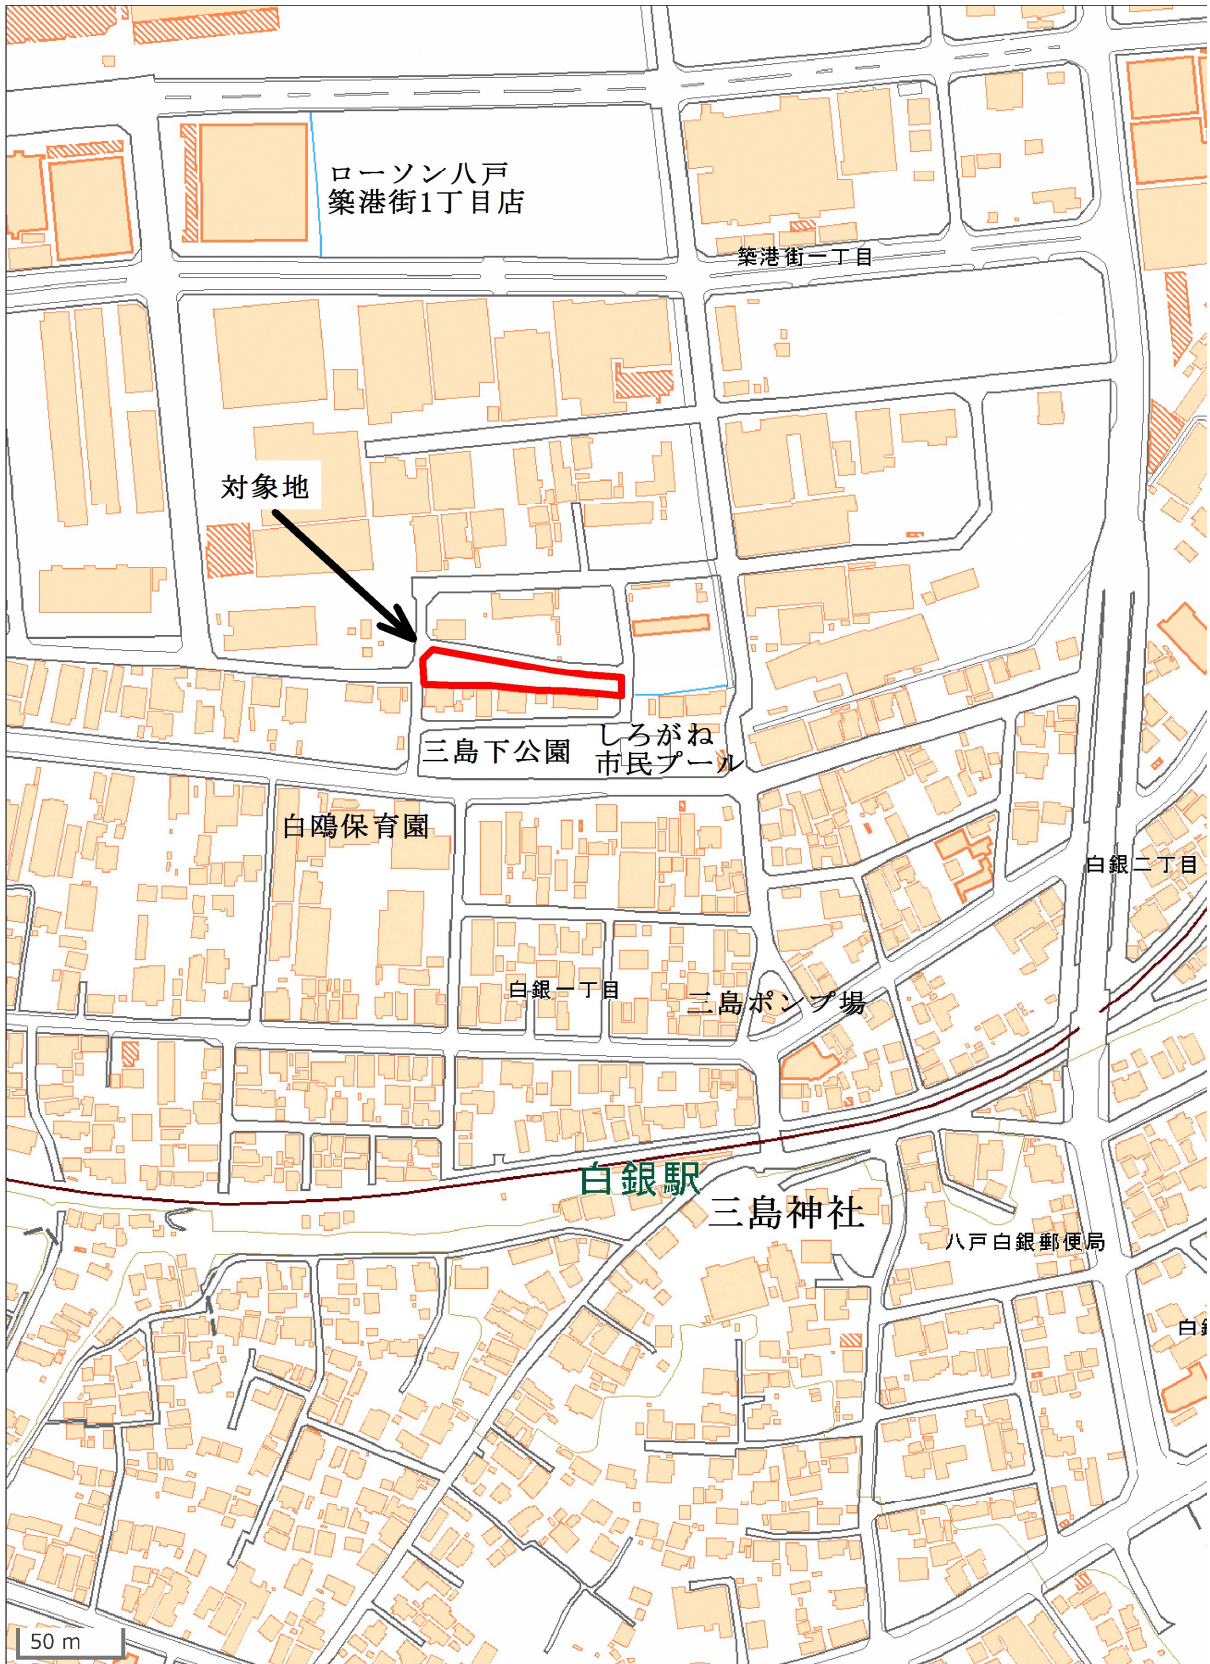 ローソン八戸
築港街1丁目店
築港街一丁目
対象地
しろがね
市民プール
三島下公園
白鴎保育園
白銀二丁目
白銀一丁目
三島ポンプ場
白銀駅
三島神社
八戸白銀郵便局
白銀
50 m